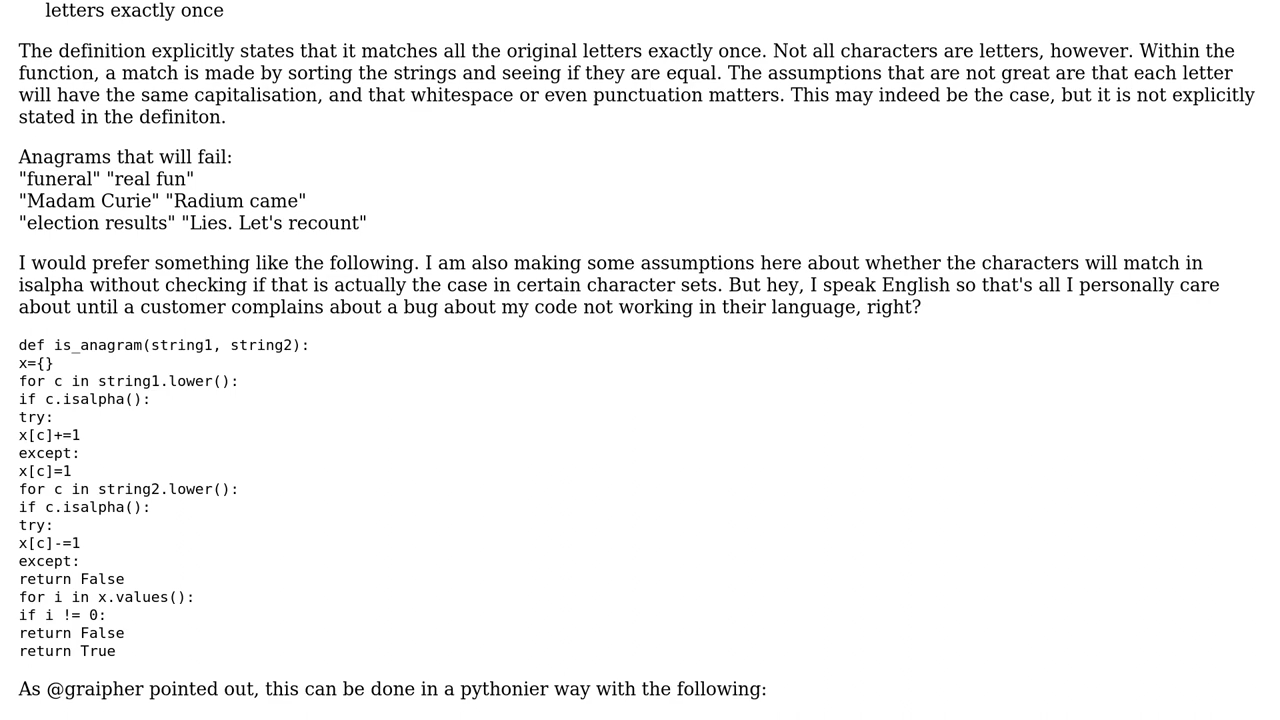 letters exactly once
The definition explicitly states that it matches all the original letters exactly once. Not all characters are letters, however. Within the
function, a match is made by sorting the strings and seeing if they are equal. The assumptions that are not great are that each letter
will have the same capitalisation, and that whitespace or even punctuation matters. This may indeed be the case, but it is not explicitly
stated in the definiton.
Anagrams that will fail:
"funeral" "real fun"
"Madam Curie" "Radium came"
"election results" "Lies. Let's recount"
I would prefer something like the following. I am also making some assumptions here about whether the characters will match in
isalpha without checking if that is actually the case in certain character sets. But hey, I speak English so that's all I personally care
about until a customer complains about a bug about my code not working in their language, right?
def is_anagram(string1, string2):
x={}
for c in string1.lower():
if c.isalpha():
try:
x[c]+=1
except:
x[c]=1
for c in string2.lower():
if c.isalpha():
try:
x[c]-=1
except:
return False
for i in x.values():
if i != 0:
return False
return True
As @graipher pointed out, this can be done in a pythonier way with the following: